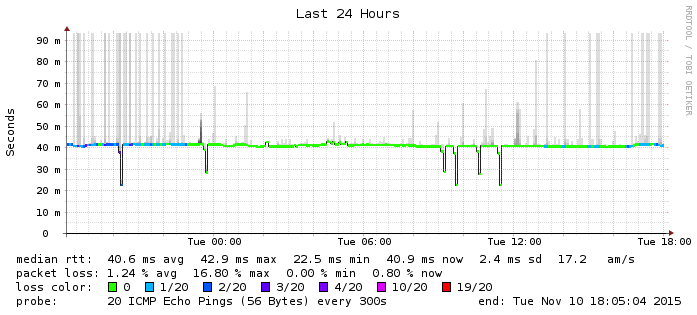 Last 24 Hours
RRDTOOL / TOBI OETIKER
Seconds
90 m
80 m
70 m
60 m
50 m
40 m
30 m
20 m
10 m
0
Tue 00:00 Tue 06:00 Tue 12:00 Tue 18:00
median rtt: 40.6 ms avg 42.9 ms max 22.5 ms min 40.9 ms now 2.4 ms sd 17.2 am/s
packet loss: 1.24 % avg 16.80 % max 0.00 % min 0.80 % now
loss color: 0 1/20 2/20 3/20 4/20 10/20 19/20
probe: 20 ICMP Echo Pings (56 Bytes) every 300s end: Tue Nov 10 18:05:04 2015